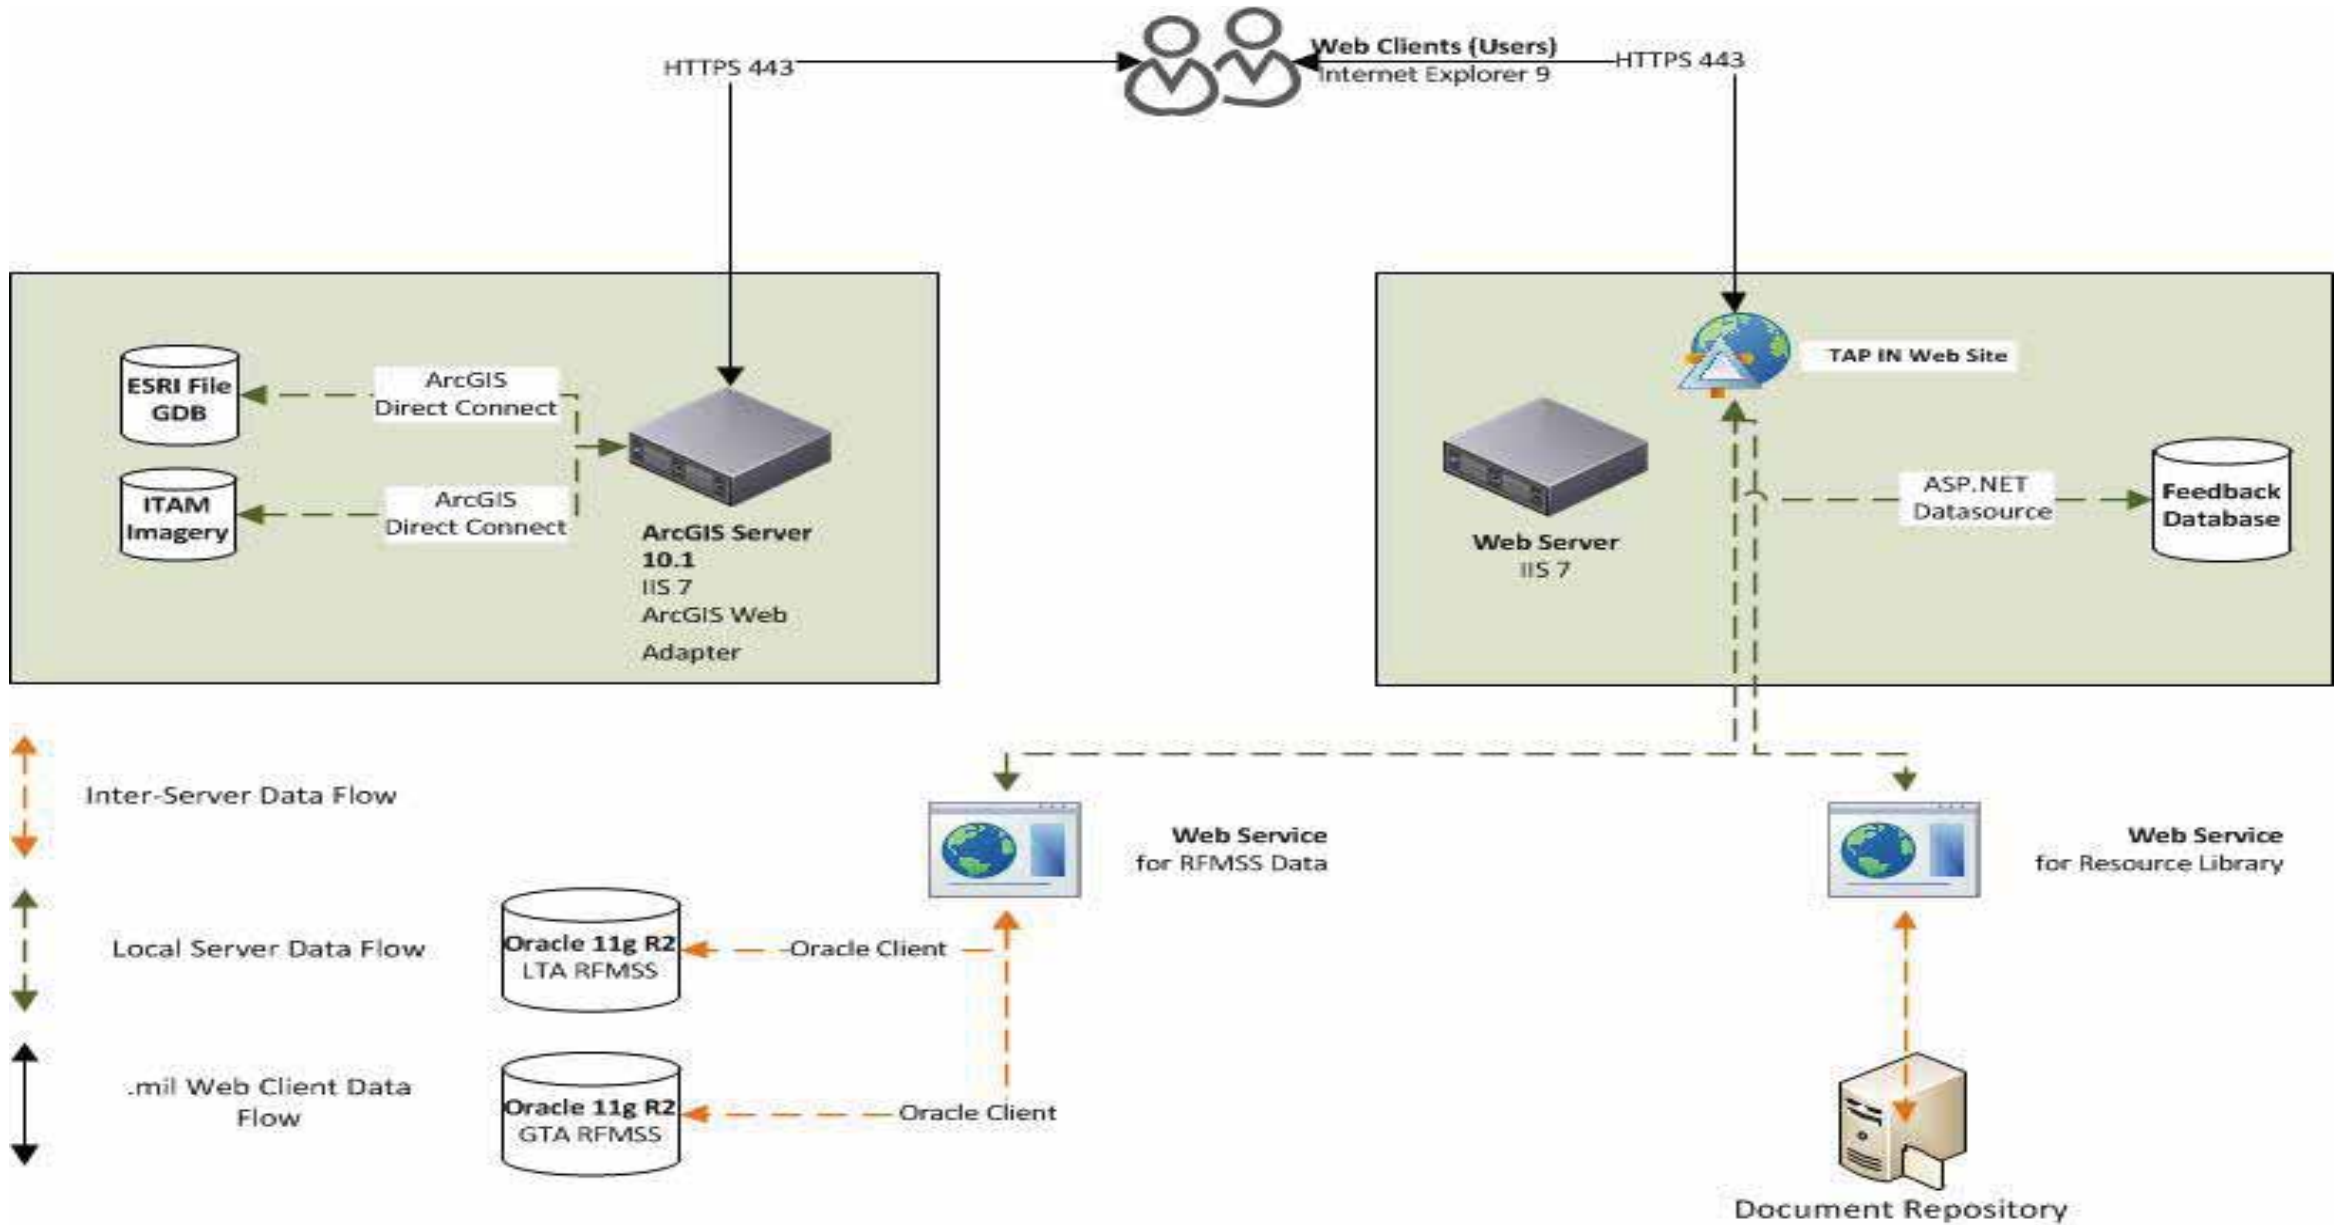 Web Clients (Users)
Internet Explorer 9
HTTPS 443
HTTPS 443
ESRI File
GDB
ArcGIS
Direct Connect
ITAM
Imagery
ArcGIS
Direct Connect
ArcGIS Server
10.1
IIS 7
ArcGIS Web
Adapter
TAP IN Web Site
Web Server
IIS 7
ASP.NET
Datasource
Feedback
Database
Inter-Server Data Flow
Local Server Data Flow
.mil Web Client Data
Flow
Web Service
for RFMSS Data
Web Service
for Resource Library
Oracle 11g R2
LTA RFMSS
Oracle Client
Oracle 11g R2
GTA RFMSS
Oracle Client
Document Repository